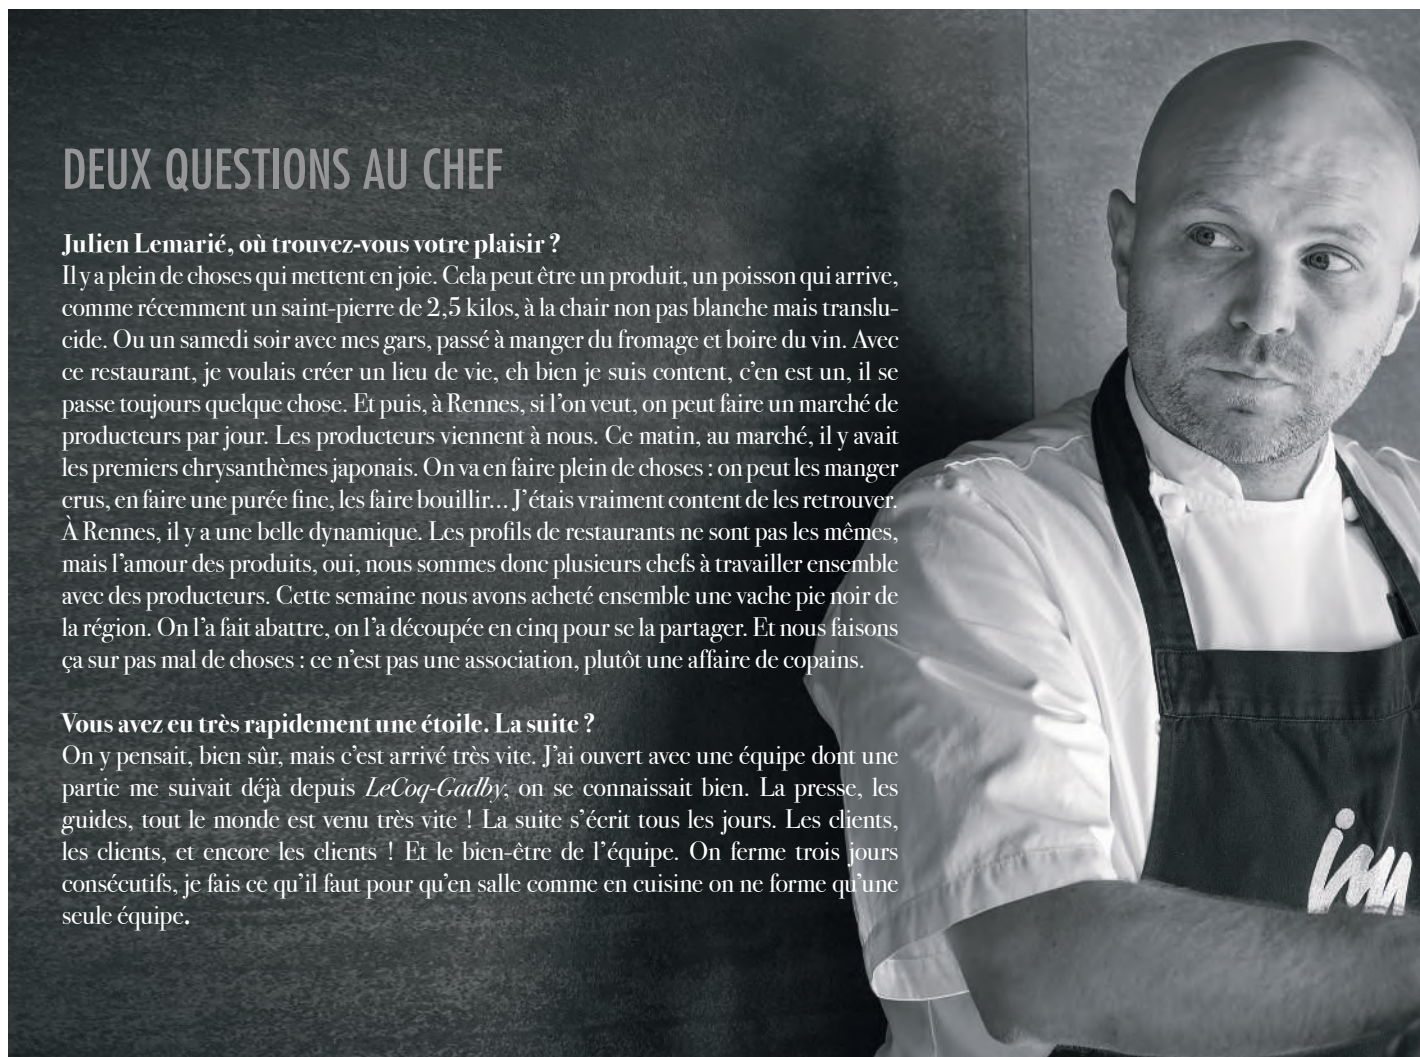 DEUX QUESTIONS AU CHEF
Julien Lemarié, où trouvez-vous votre plaisir ?
Il y a plein de choses qui mettent en joie. Cela peut être un produit, un poisson qui arrive,
comme récemment un saint-pierre de 2,5 kilos, à la chair non pas blanche mais translu-
cide. Ou un samedi soir avec mes gars, passé à manger du fromage et boire du vin. Avec
ce restaurant, je voulais créer un lieu de vie, eh bien je suis content, c’en est un, il se
passe toujours quelque chose. Et puis, à Rennes, si l’on veut, on peut faire un marché de
producteurs par jour. Les producteurs viennent à nous. Ce matin, au marché, il y avait
les premiers chrysanthèmes japonais. On va en faire plein de choses : on peut les manger
crus, en faire une purée fine, les faire bouillir… J’étais vraiment content de les retrouver.
À Rennes, il y a une belle dynamique. Les profils de restaurants ne sont pas les mêmes,
mais l’amour des produits, oui, nous sommes donc plusieurs chefs à travailler ensemble
avec des producteurs. Cette semaine nous avons acheté ensemble une vache pie noir de
la région. On l’a fait abattre, on l’a découpée en cinq pour se la partager. Et nous faisons
ça sur pas mal de choses : ce n’est pas une association, plutôt une affaire de copains.
Vous avez eu très rapidement une étoile. La suite ?
On y pensait, bien sûr, mais c’est arrivé très vite. J’ai ouvert avec une équipe dont une
partie me suivait déjà depuis LeCoq-Gadby, on se connaissait bien. La presse, les
guides, tout le monde est venu très vite ! La suite s’écrit tous les jours. Les clients,
les clients, et encore les clients ! Et le bien-être de l’équipe. On ferme trois jours
consécutifs, je fais ce qu’il faut pour qu’en salle comme en cuisine on ne forme qu’une
seule équipe.